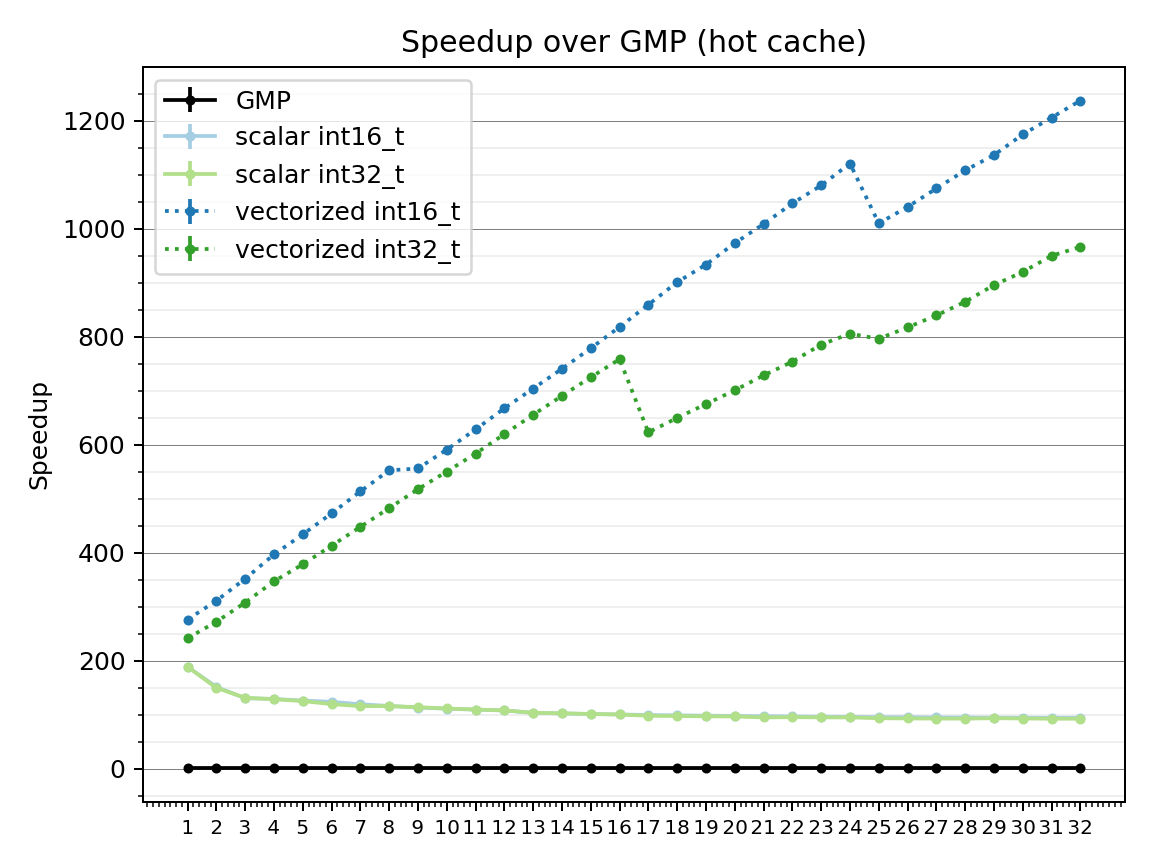 Speedup over GMP (hot cache)
GMP
scalar int16_t
scalar int32_t
vectorized int16_t
vectorized int32_t
Speedup
1200
1000
800
600
400
200
0
1 2 3 4 5 6 7 8 9 10 11 12 13 14 15 16 17 18 19 20 21 22 23 24 25 26 27 28 29 30 31 32